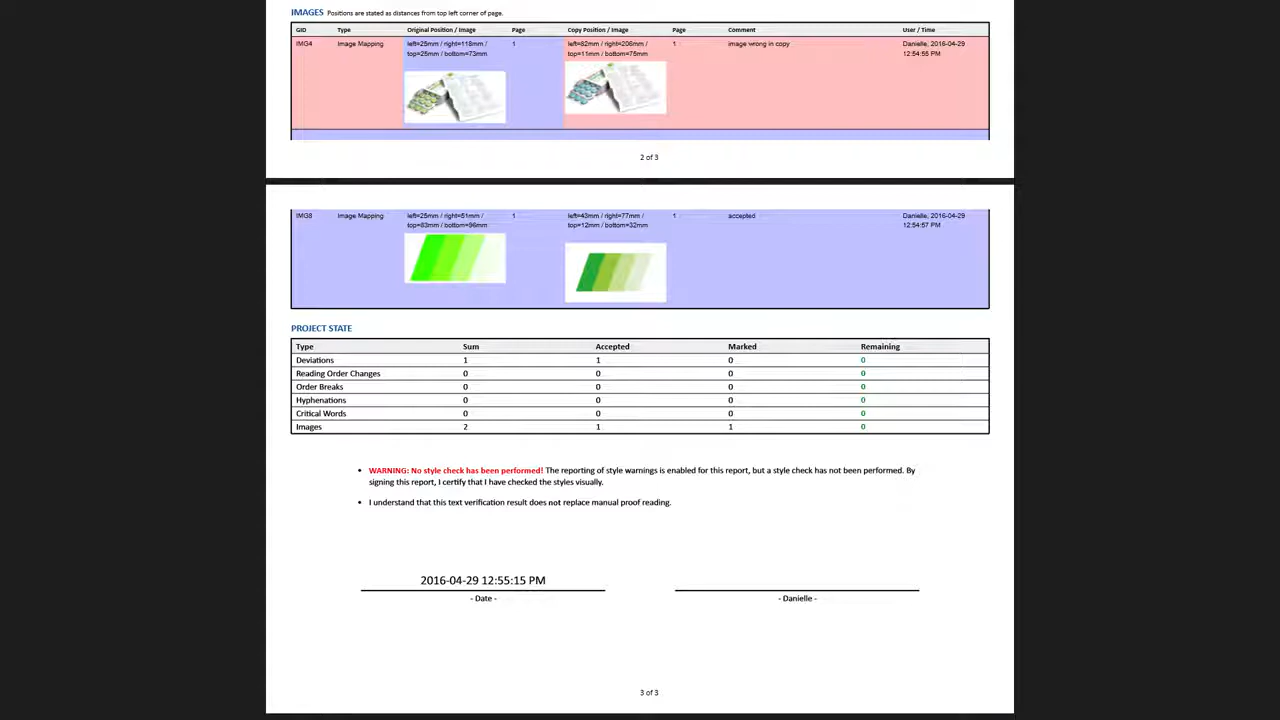 IMAGES Positions are stated as distances from top left corner of page.
GID Type Original Position / Image Page Copy Position / Image Page Comment User / Time
IMG4 Image Mapping left=25mm / right=118mm / 1 left=82mm / right=206mm / 1 image wrong in copy Danielle, 2016-04-29
top=25mm / bottom=73mm top=11mm / bottom=75mm 12:54:55 PM
2 of 3
IMG8 Image Mapping left=25mm / right=51mm / 1 left=43mm / right=77mm / 1 accepted Danielle, 2016-04-29
top=83mm / bottom=96mm top=12mm / bottom=32mm 12:54:57 PM
PROJECT STATE
Type Sum Accepted Marked Remaining
Deviations 1 1 0 0
Reading Order Changes 0 0 0 0
Order Breaks 0 0 0 0
Hyphenations 0 0 0 0
Critical Words 0 0 0 0
Images 2 1 1 0
• WARNING: No style check has been performed! The reporting of style warnings is enabled for this report, but a style check has not been performed. By
signing this report, I certify that I have checked the styles visually.
• I understand that this text verification result does not replace manual proof reading.
2016-04-29 12:55:15 PM
- Date - - Danielle -
3 of 3